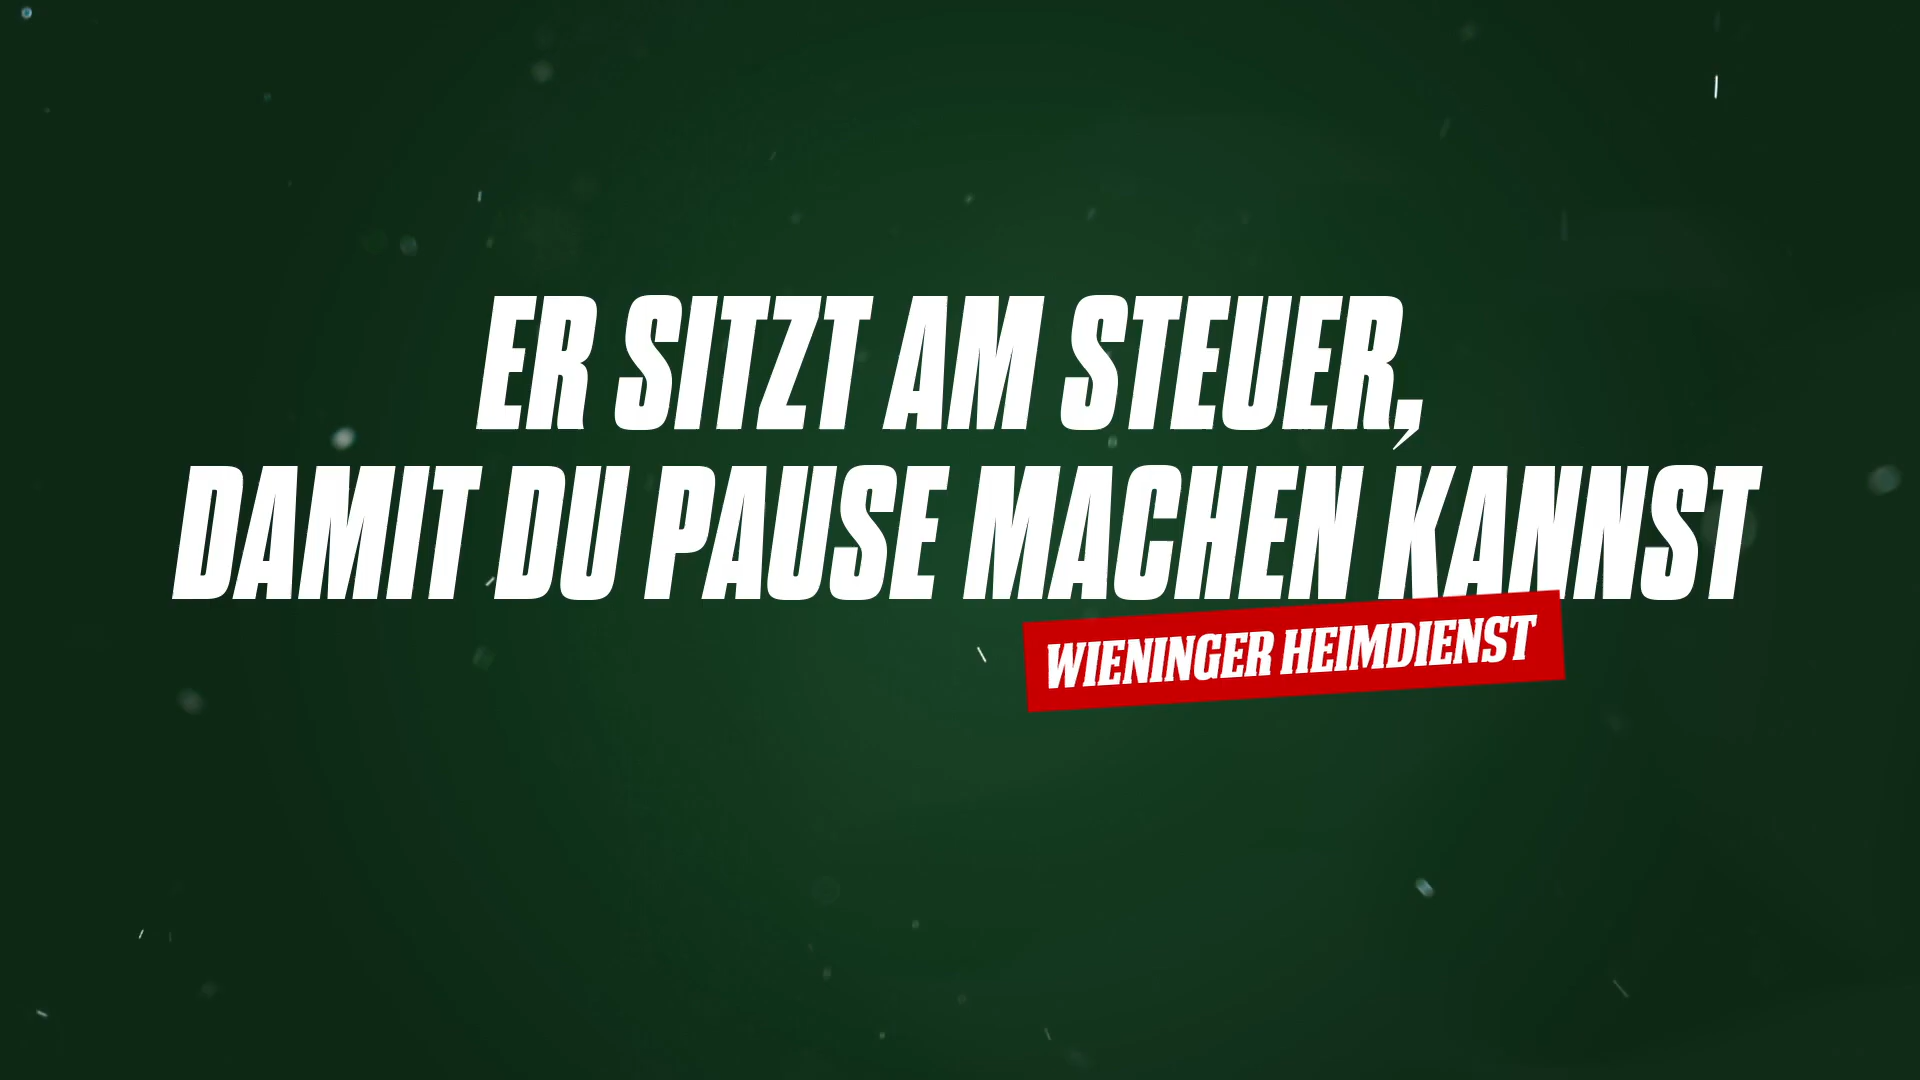 ER SITZT AM STEUER,
DAMIT DU PAUSE MACHEN KANNST
WIENINGER HEIMDIENST